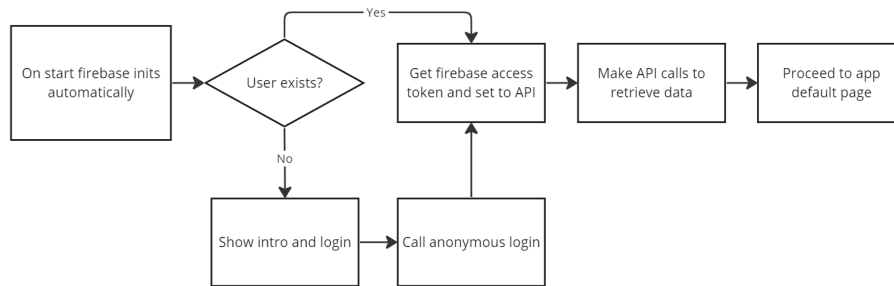 Yes
On start firebase inits
automatically
User exists?
Get firebase access
token and set to API
Make API calls to
retrieve data
Proceed to app
default page
No
Show intro and login
Call anonymous login